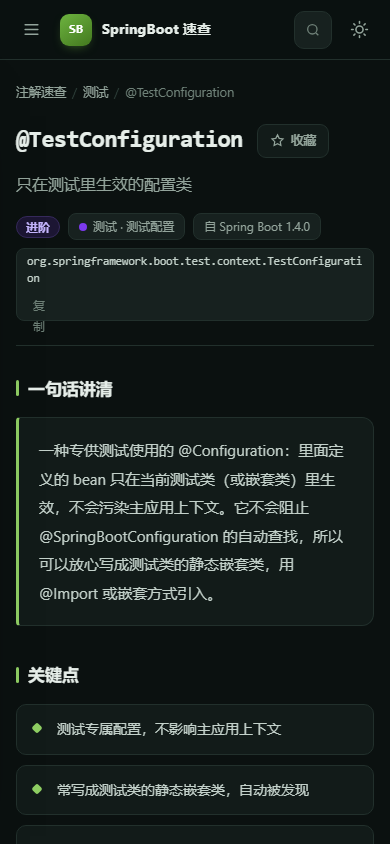 SB SpringBoot 速查
注解速查 / 测试 / @TestConfiguration
@TestConfiguration 收藏
只在测试里生效的配置类
进阶 测试 · 测试配置 自 Spring Boot 1.4.0
org.springframework.boot.test.context.TestConfigurati
on
复
制
一句话讲清
一种专供测试使用的 @Configuration：里面定
义的 bean 只在当前测试类（或嵌套类）里生
效，不会污染主应用上下文。它不会阻止
@SpringBootConfiguration 的自动查找，所以
可以放心写成测试类的静态嵌套类，用
@Import 或嵌套方式引入。
关键点
测试专属配置，不影响主应用上下文
常写成测试类的静态嵌套类，自动被发现